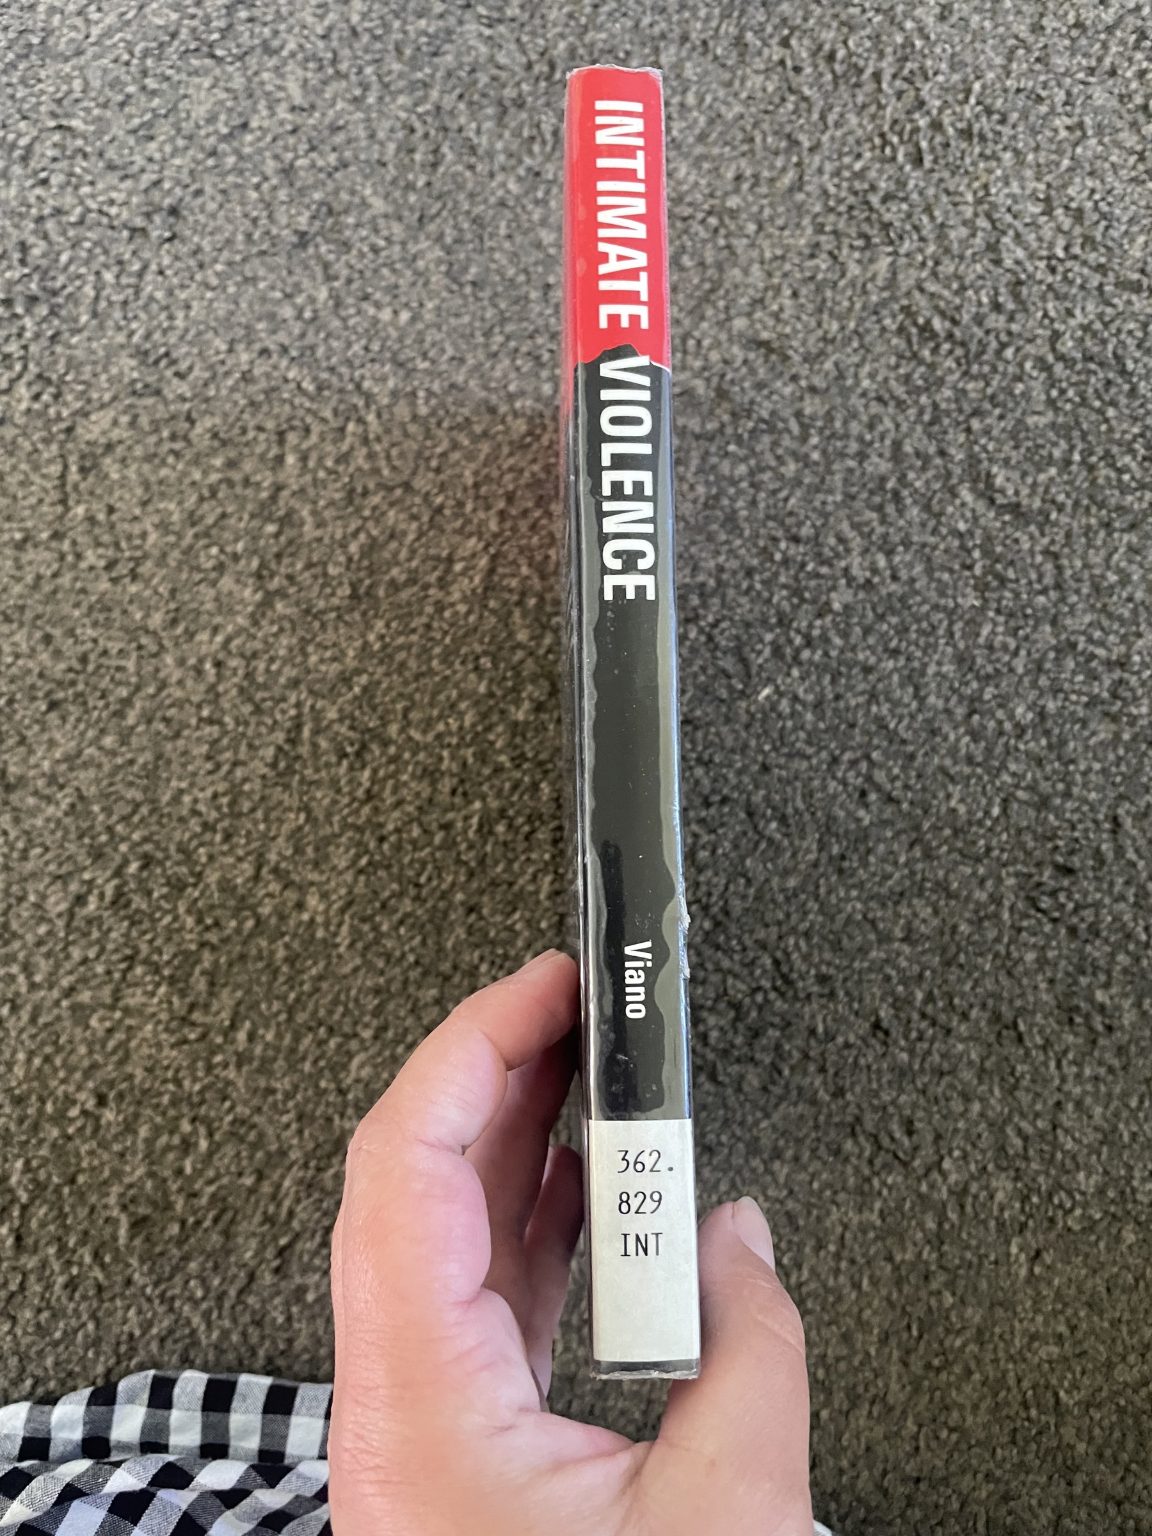 INTIMATE VIOLENCE
Viano
362.
829
INT